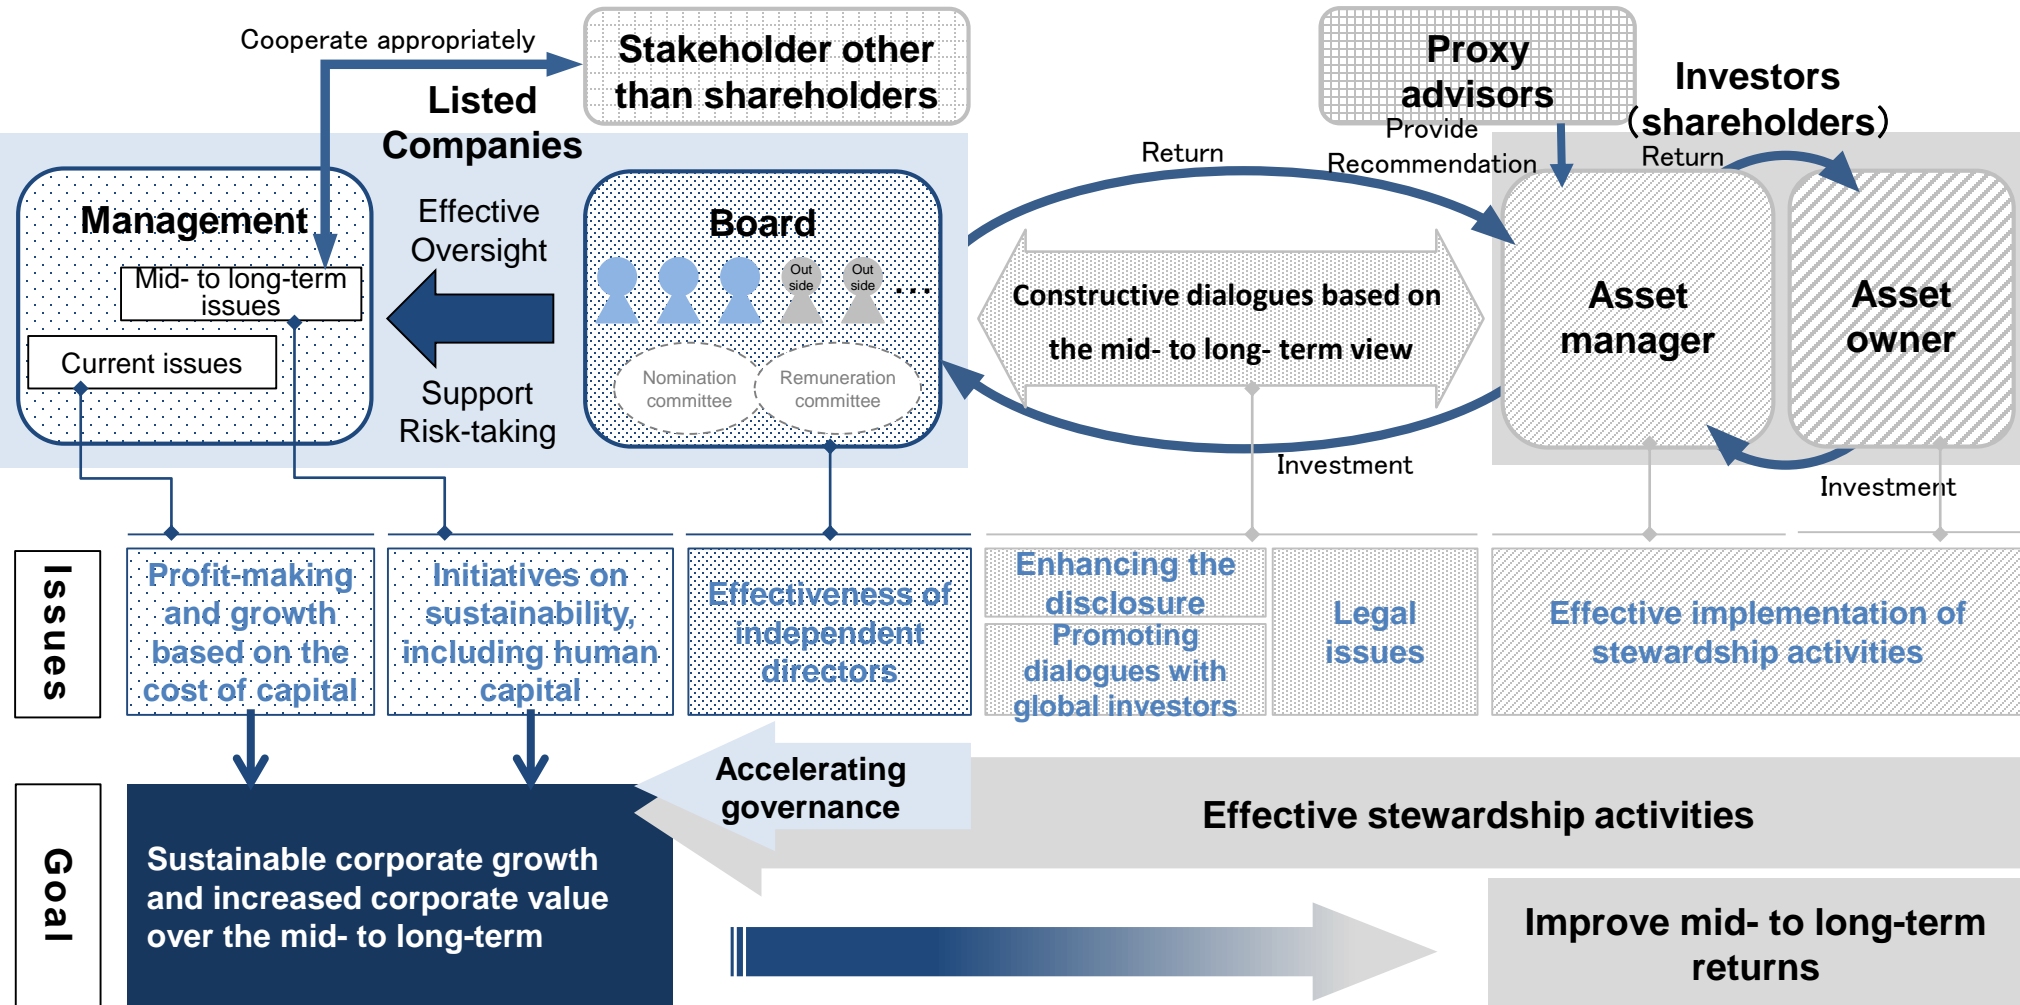 Cooperate appropriately
Stakeholder other
than shareholders
Proxy
advisors
Investors
(shareholders)
Listed
Companies
Provide
Recommendation
Return
Return
Management
Mid- to long-term
issues
Current issues
Effective
Oversight
Support
Risk-taking
Board
Out
side
Out
side
...
Nomination
committee
Remuneration
committee
Constructive dialogues based on
the mid- to long- term view
Asset
manager
Asset
owner
Investment
Investment
Issues
Profit-making
and growth
based on the
cost of capital
Initiatives on
sustainability,
including human
capital
Effectiveness of
independent
directors
Enhancing the
disclosure
Promoting
dialogues with
global investors
Legal
issues
Effective implementation of
stewardship activities
Goal
Accelerating
governance
Effective stewardship activities
Sustainable corporate growth
and increased corporate value
over the mid- to long-term
Improve mid- to long-term
returns